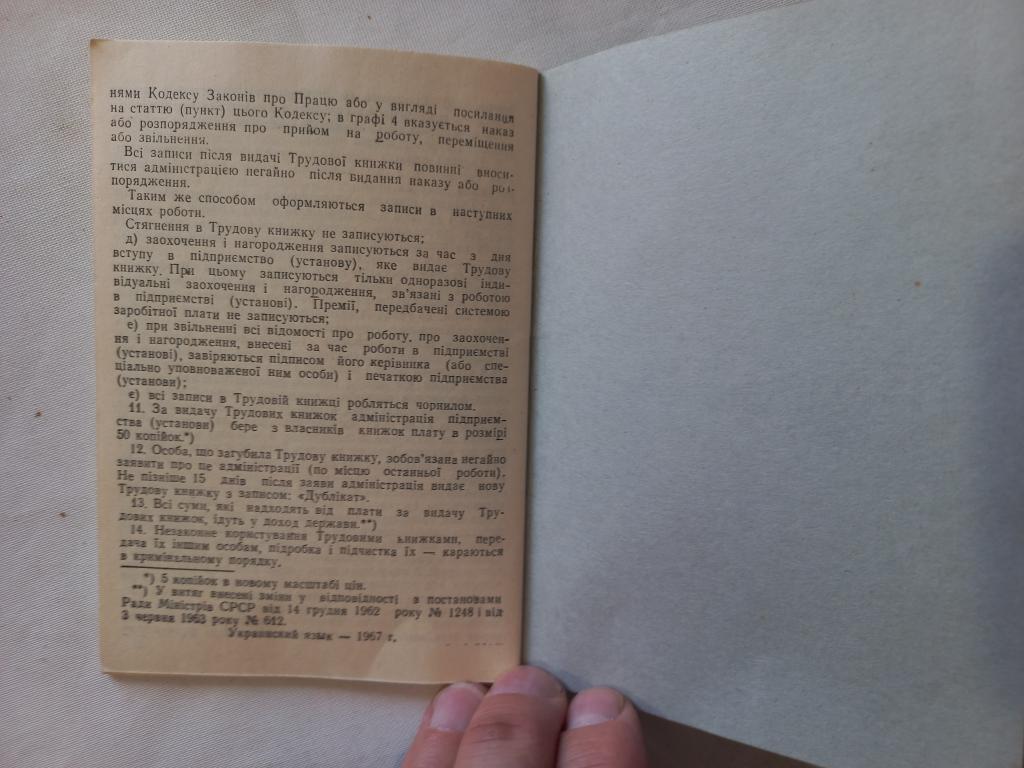 нями Кодексу Законів про Працю або у вигляді посилання
на статтю (пункт) цього Кодексу; в графі 4 вказується наказ
або розпорядження про прийом на роботу, переміщення
або звільнення.
Всі записи після видачі Трудової книжки повинні вноси-
тися адміністрацією негайно після видання наказу або роз-
порядження.
Таким же способом оформляються записи в наступних
місцях роботи.
Стягнення в Трудову книжку не записуються;
д) заохочення і нагородження записуються за час з дня
вступу в підприємство (установу), яке видає Трудову
книжку. При цьому записуються тільки одноразові інди-
відуальні заохочення і нагородження, зв'язані з роботою
в підприємстві (установі). Премії, передбачені системою
заробітної плати не записуються;
е) при звільненні всі відомості про роботу, про заохочен-
ня і нагородження, внесені за час роботи в підприємстві
(установі), завіряються підписом його керівника (або спе-
ціально уповноваженої ним особи) і печаткою підприємства
(установи);
є) всі записи в Трудовій книжці робляться чорнилом.
11. За видачу Трудових книжок адміністрація підприєм-
ства (установи) бере з власників книжок плату в розмірі
50 копійок.*)
12. Особа, що загубила Трудову книжку, зобов'язана негайно
заявити про це адміністрації (по місцю останньої роботи).
Не пізніше 15 днів після заяви адміністрація видає нову
Трудову книжку з записом: «Дублікат».
13. Всі суми, які надходять від плати за видачу Тру-
дових книжок, ідуть у доход держави.**)
14. Незаконне користування Трудовими книжками, пере-
дача їх іншим особам, підробка і підчистка їх — караються
в кримінальному порядку.
*) 5 копійок в новому масштабі цін.
**) У витяг внесені зміни у відповідності в постановами
Ради Міністрів СРСР від 14 грудня 1962 року № 1248 і від
3 червня 1963 року № 612.
Украинский язык — 1967 г.